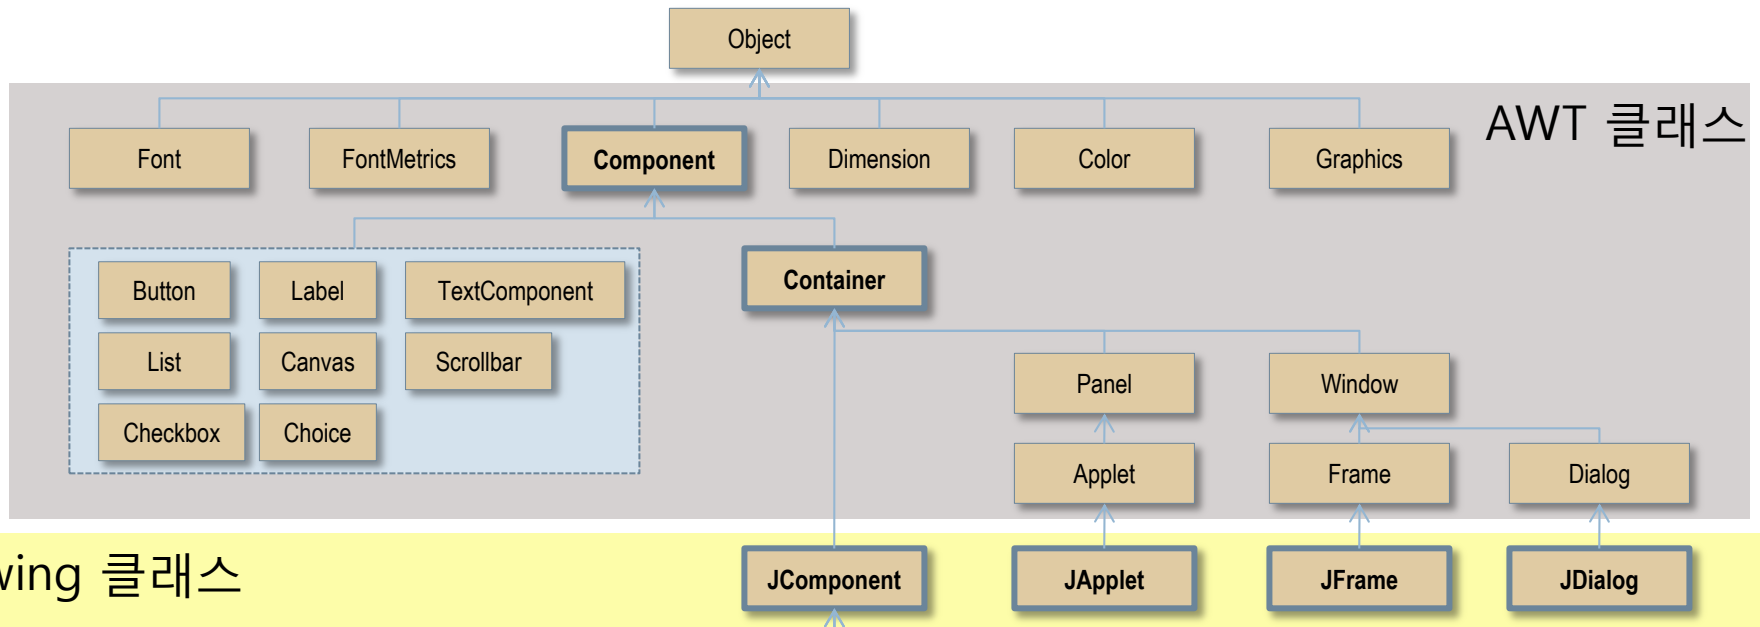 Object
AWT 클래스
Font
FontMetrics
Component
Dimension
Color
Graphics
Button
Label
TextComponent
Container
List
Canvas
Scrollbar
Panel
Window
Checkbox
Choice
Applet
Frame
Dialog
wing 클래스
JComponent
JApplet
JFrame
JDialog